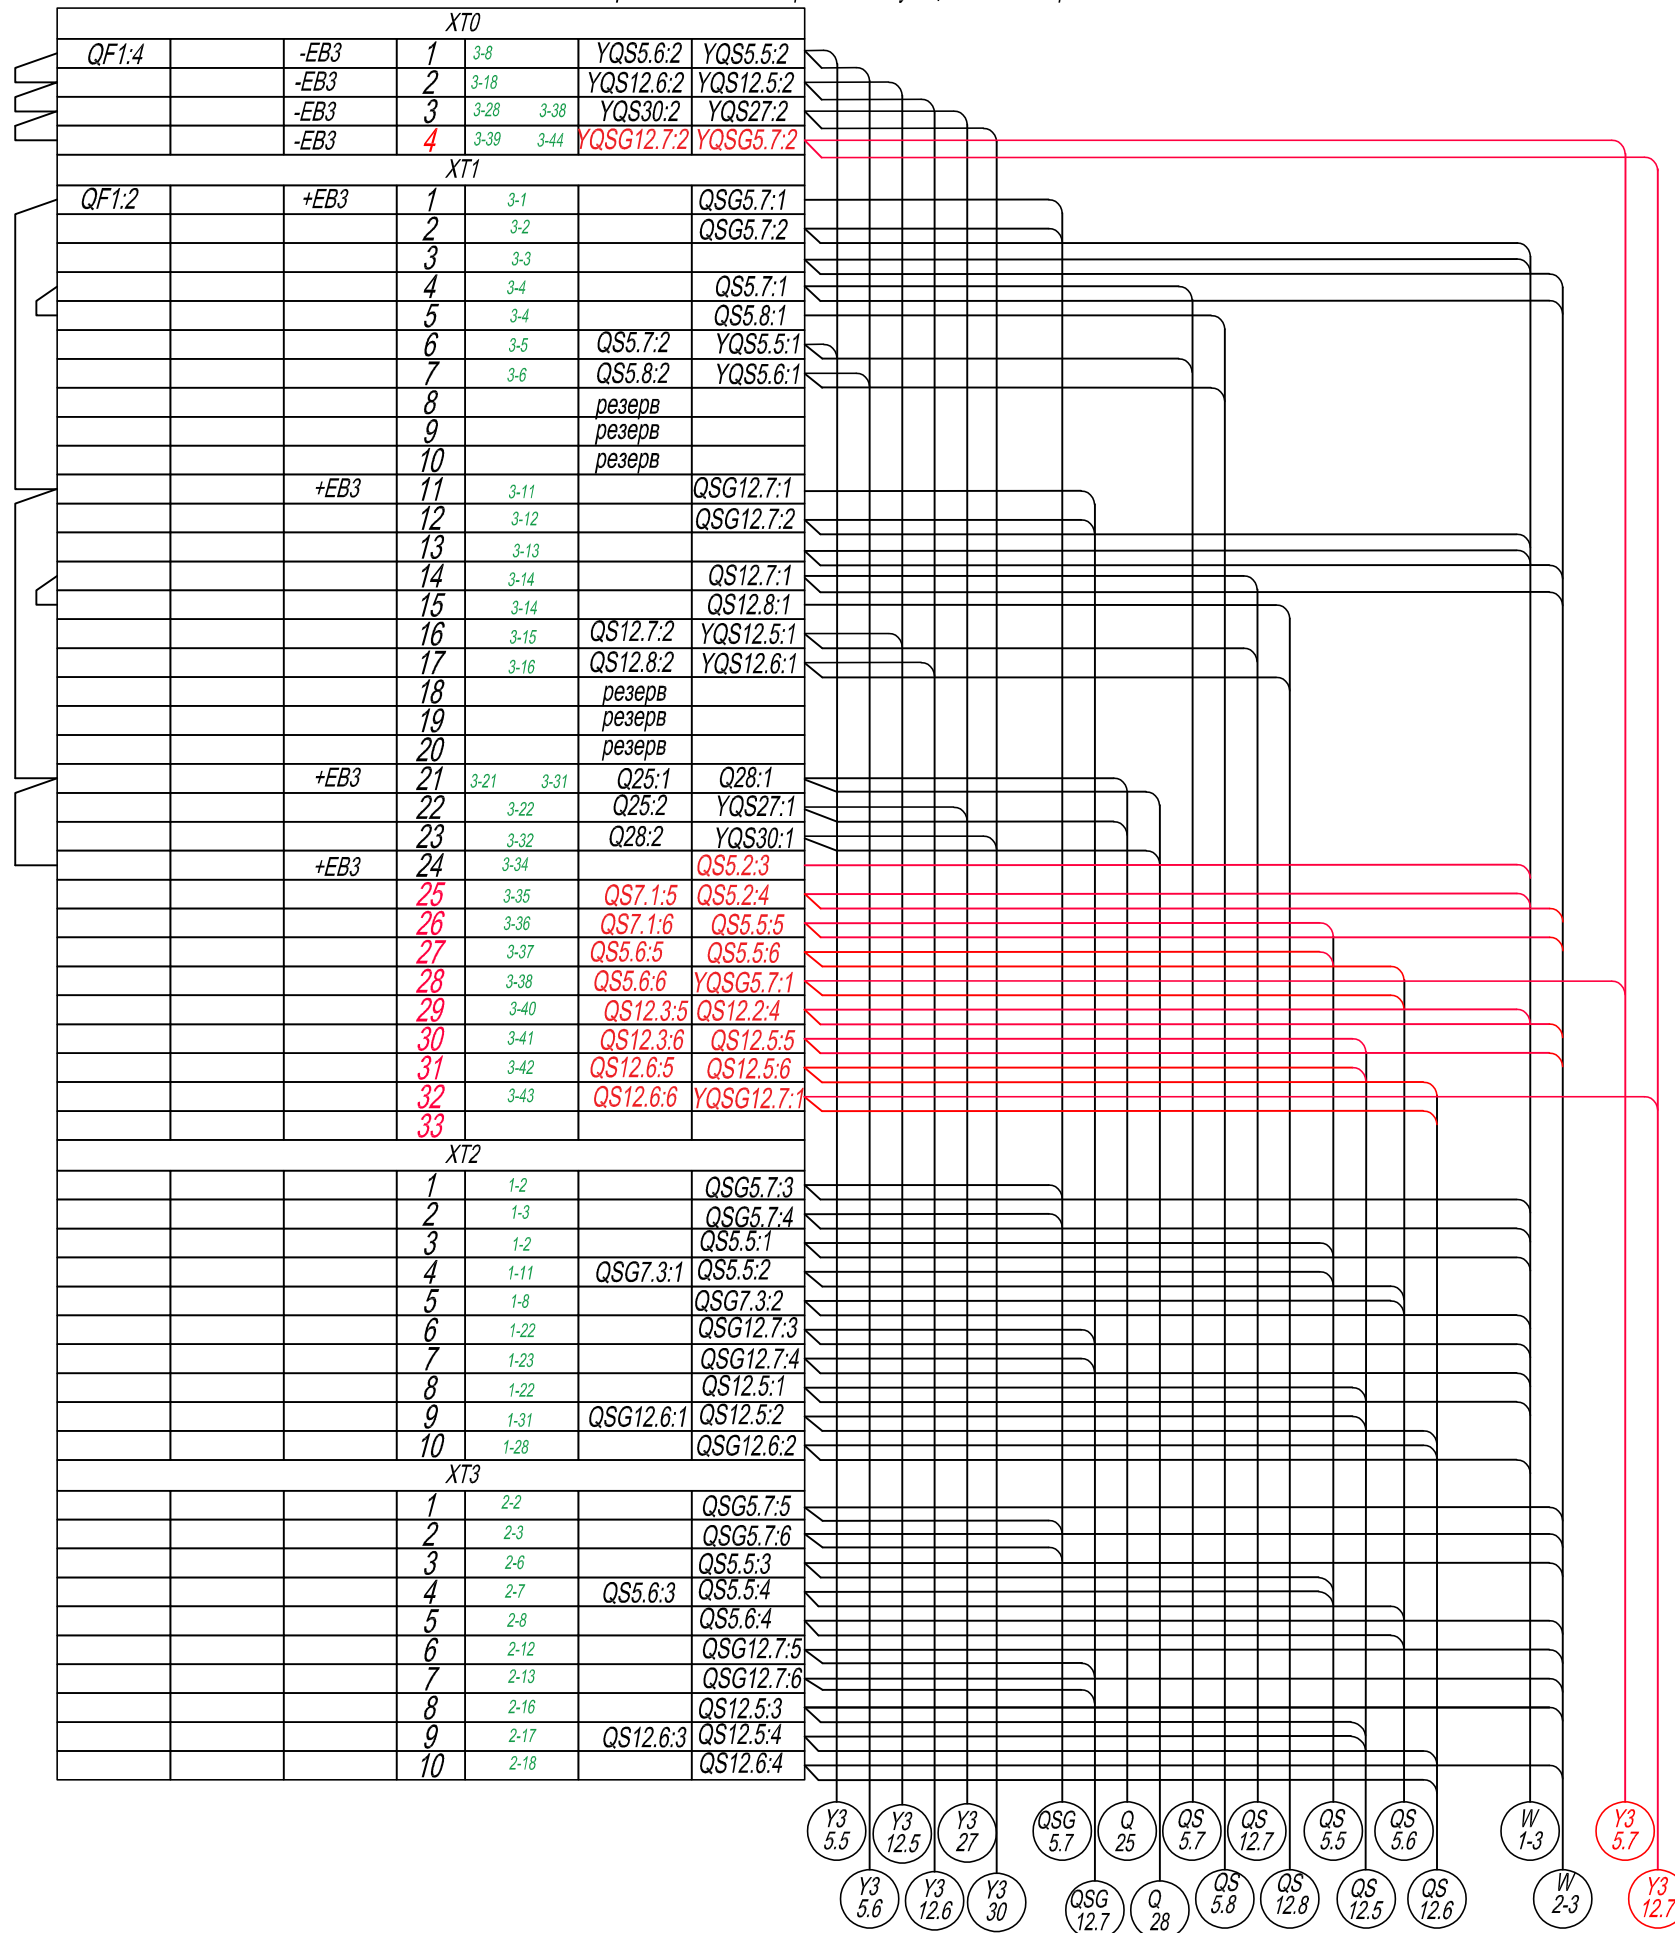 XT0
QF1:4 -EB3 1 3-8 YQS5.6:2 YQS5.5:2
-EB3 2 3-18 YQS12.6:2 YQS12.5:2
-EB3 3 3-28 3-38 YQS30:2 YQS27:2
-EB3 4 3-39 3-44 YQSG12.7:2 YQSG5.7:2
XT1
QF1:2 +EB3 1 3-1 QSG5.7:1
2 3-2 QSG5.7:2
3 3-3
4 3-4 QS5.7:1
5 3-4 QS5.8:1
6 3-5 QS5.7:2 YQS5.5:1
7 3-6 QS5.8:2 YQS5.6:1
8 резерв
9 резерв
10 резерв
+EB3 11 3-11 QSG12.7:1
12 3-12 QSG12.7:2
13 3-13
14 3-14 QS12.7:1
15 3-14 QS12.8:1
16 3-15 QS12.7:2 YQS12.5:1
17 3-16 QS12.8:2 YQS12.6:1
18 резерв
19 резерв
20 резерв
+EB3 21 3-21 3-31 Q25:1 Q28:1
22 3-22 Q25:2 YQS27:1
23 3-32 Q28:2 YQS30:1
+EB3 24 3-34 QS5.2:3
25 3-35 QS7.1:5 QS5.2:4
26 3-36 QS7.1:6 QS5.5:5
27 3-37 QS5.6:5 QS5.5:6
28 3-38 QS5.6:6 YQSG5.7:1
29 3-40 QS12.3:5 QS12.2:4
30 3-41 QS12.3:6 QS12.5:5
31 3-42 QS12.6:5 QS12.5:6
32 3-43 QS12.6:6 YQSG12.7:1
33
XT2
1 1-2 QSG5.7:3
2 1-3 QSG5.7:4
3 1-2 QS5.5:1
4 1-11 QSG7.3:1 QS5.5:2
5 1-8 QSG7.3:2
6 1-22 QSG12.7:3
7 1-23 QSG12.7:4
8 1-22 QS12.5:1
9 1-31 QSG12.6:1 QS12.5:2
10 1-28 QSG12.6:2
XT3
1 2-2 QSG5.7:5
2 2-3 QSG5.7:6
3 2-6 QS5.5:3
4 2-7 QS5.6:3 QS5.5:4
5 2-8 QS5.6:4
6 2-12 QSG12.7:5
7 2-13 QSG12.7:6
8 2-16 QS12.5:3
9 2-17 QS12.6:3 QS12.5:4
10 2-18 QS12.6:4
УЗ 5.5
УЗ 12.5
УЗ 27
QSG 5.7
Q 25
QS 5.7
QS 12.7
QS 5.5
QS 5.6
W 1-3
УЗ 5.7
УЗ 5.6
УЗ 12.6
УЗ 30
QSG 12.7
Q 28
QS 5.8
QS 12.8
QS 12.5
QS 12.6
W 2-3
УЗ 12.7